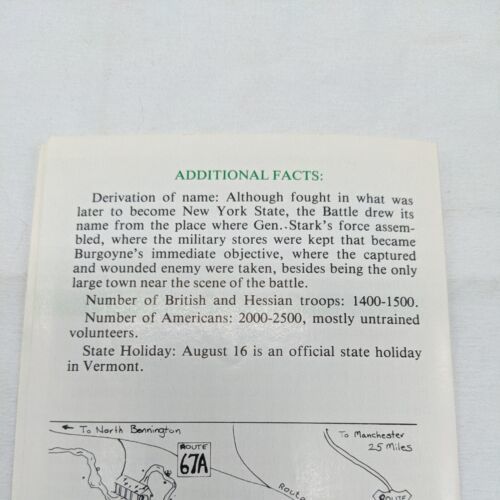 ADDITIONAL FACTS:
Derivation of name: Although fought in what was
later to become New York State, the Battle drew its
name from the place where Gen. Stark's force assem-
bled, where the military stores were kept that became
Burgoyne's immediate objective, where the captured
and wounded enemy were taken, besides being the only
large town near the scene of the battle.
Number of British and Hessian troops: 1400-1500.
Number of Americans: 2000-2500, mostly untrained
volunteers.
State Holiday: August 16 is an official state holiday
in Vermont.
← To North Bennington
To Manchester
25 Miles
ROUTE
67A
Route
ROUTE